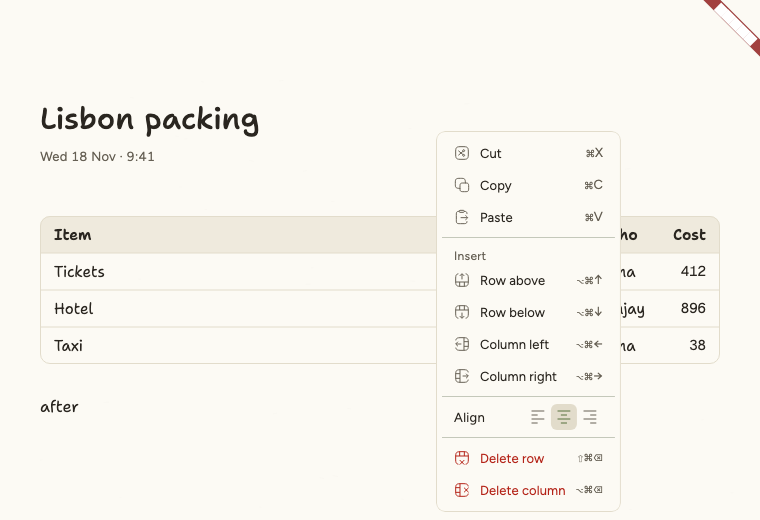 Lisbon packing
Wed 18 Nov · 9:41
Item Cost
Tickets 412
Hotel 896
Taxi 38
after
Cut ⌘X
Copy ⌘C
Paste ⌘V
Insert
Row above ⌥⌘↑
Row below ⌥⌘↓
Column left ⌥⌘←
Column right ⌥⌘→
Align
Delete row ⇧⌘⌫
Delete column ⌥⌘⌫